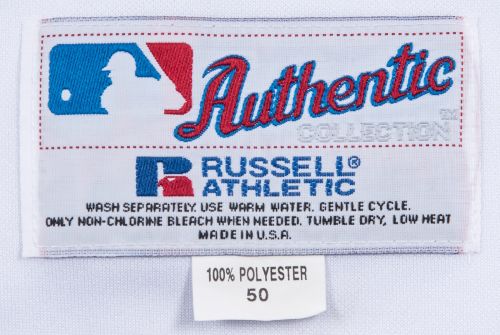 Authentic
COLLECTION™
RUSSELL®
ATHLETIC
WASH SEPARATELY. USE WARM WATER. GENTLE CYCLE.
ONLY NON-CHLORINE BLEACH WHEN NEEDED. TUMBLE DRY, LOW HEAT
MADE IN U.S.A.
100% POLYESTER
50